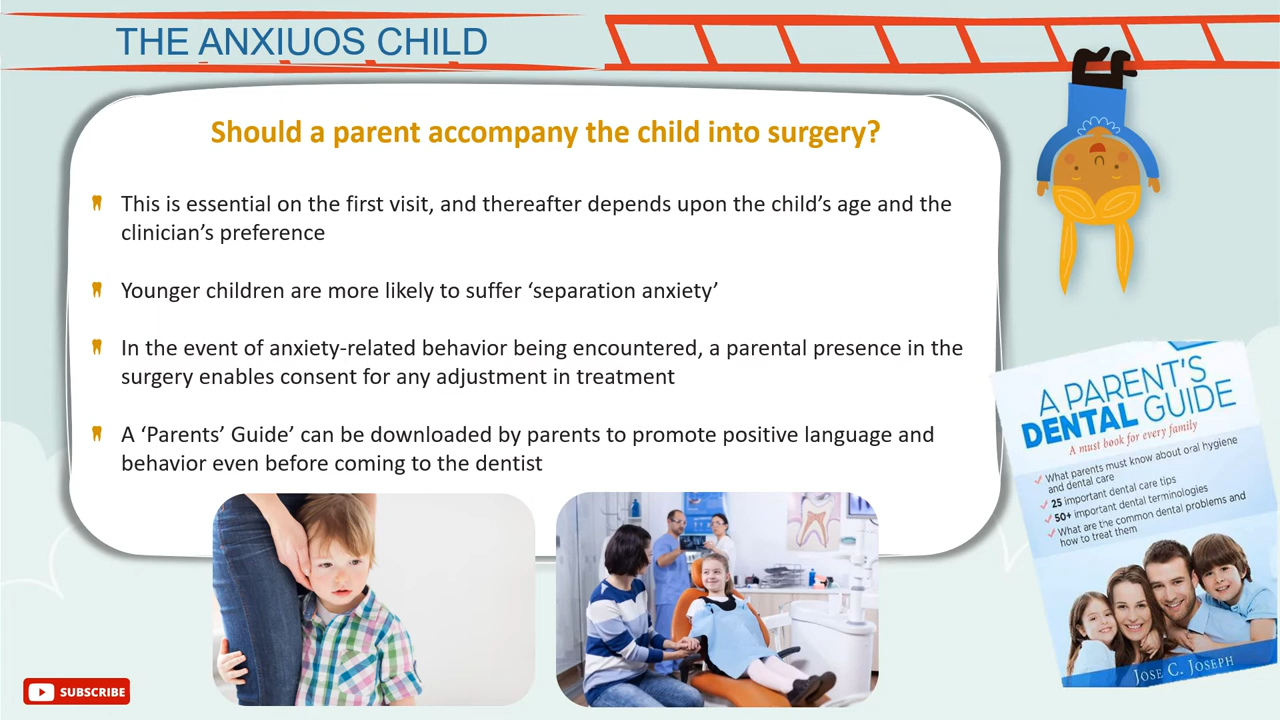 THE ANXIUOS CHILD
Should a parent accompany the child into surgery?
This is essential on the first visit, and thereafter depends upon the child’s age and the
clinician’s preference
Younger children are more likely to suffer ‘separation anxiety’
In the event of anxiety-related behavior being encountered, a parental presence in the
surgery enables consent for any adjustment in treatment
A ‘Parents’ Guide’ can be downloaded by parents to promote positive language and
behavior even before coming to the dentist
A PARENT'S
DENTAL GUIDE
A must book for every family
What parents must know about oral hygiene
and dental care
25 important dental care tips
50+ important dental terminologies
What are the common dental problems and
how to treat them
JOSE C. JOSEPH
SUBSCRIBE